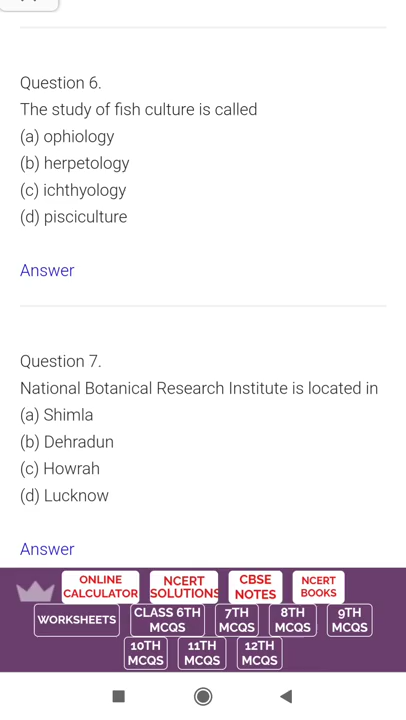 Question 6.
The study of fish culture is called
(a) ophiology
(b) herpetology
(c) ichthyology
(d) pisciculture
Answer
Question 7.
National Botanical Research Institute is located in
(a) Shimla
(b) Dehradun
(c) Howrah
(d) Lucknow
Answer
ONLINE CALCULATOR
NCERT SOLUTIONS
CBSE NOTES
NCERT BOOKS
WORKSHEETS
CLASS 6TH MCQS
7TH MCQS
8TH MCQS
9TH MCQS
10TH MCQS
11TH MCQS
12TH MCQS